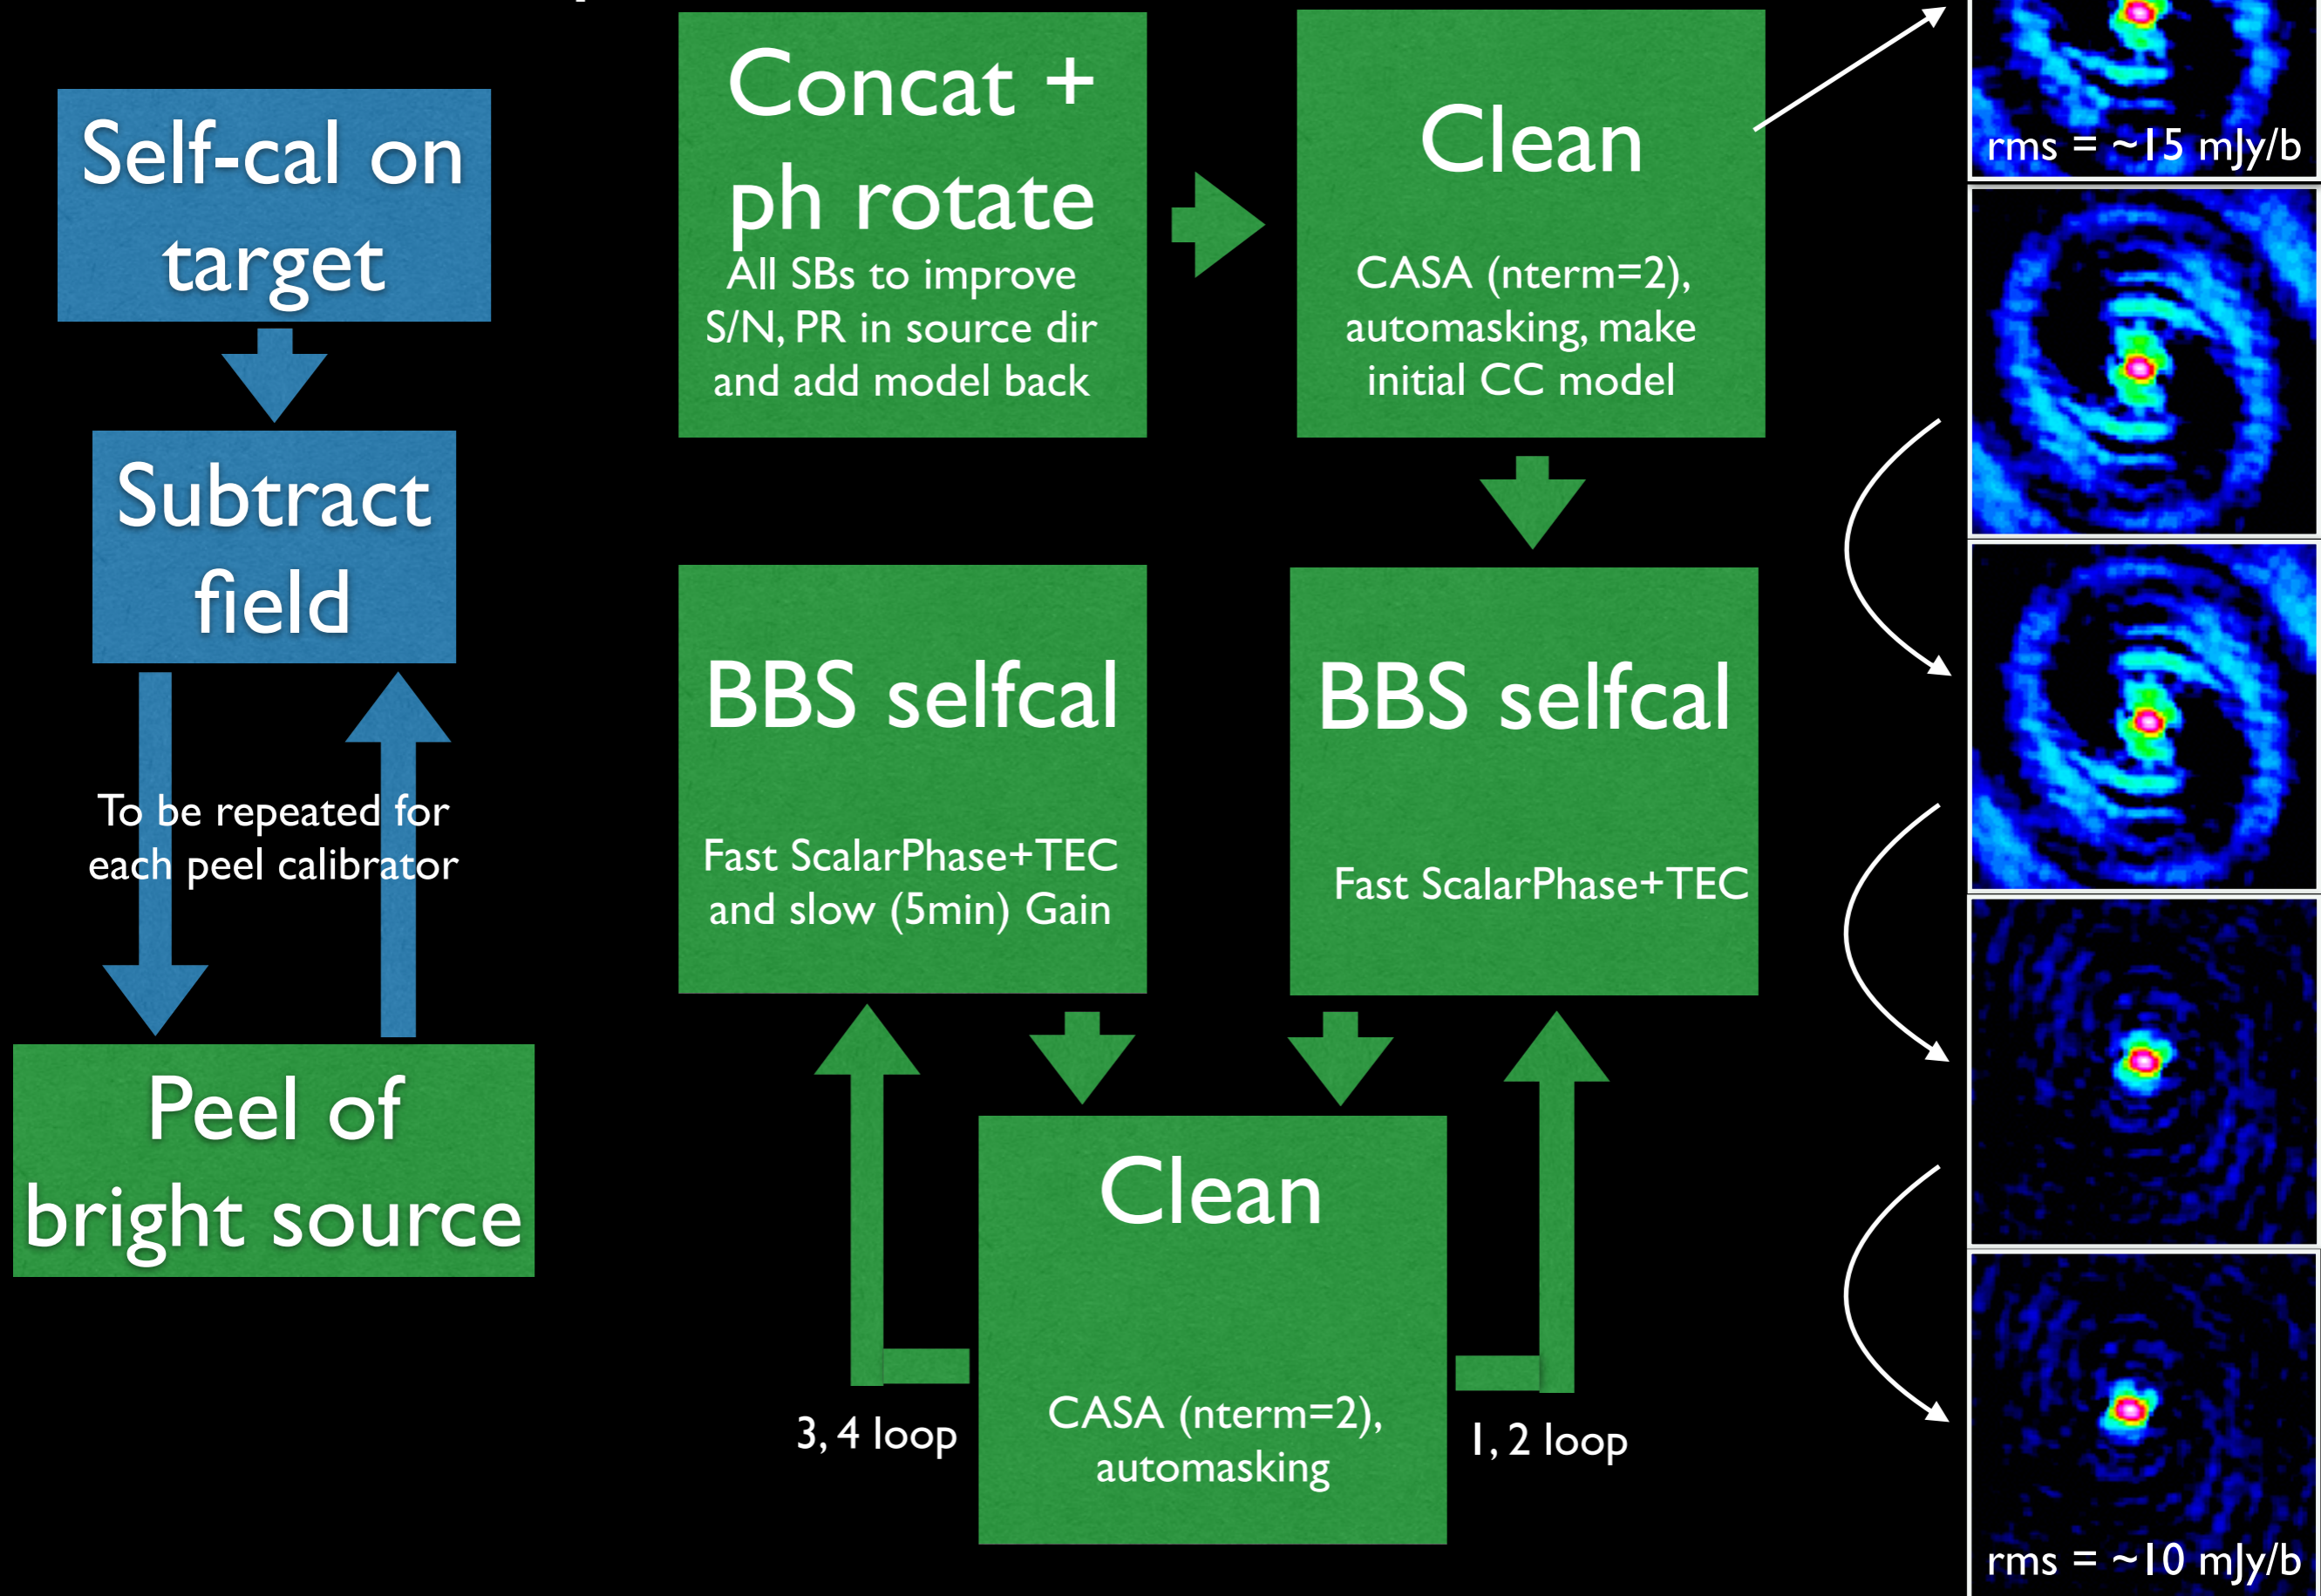 Self-cal on
target
Subtract
field
To be repeated for
each peel calibrator
Peel of
bright source
Concat +
ph rotate
All SBs to improve
S/N, PR in source dir
and add model back
Clean
CASA (nterm=2),
automasking, make
initial CC model
BBS selfcal
Fast ScalarPhase+TEC
and slow (5min) Gain
BBS selfcal
Fast ScalarPhase+TEC
Clean
CASA (nterm=2),
automasking
3, 4 loop
1, 2 loop
rms = ~15 mJy/b
rms = ~10 mJy/b